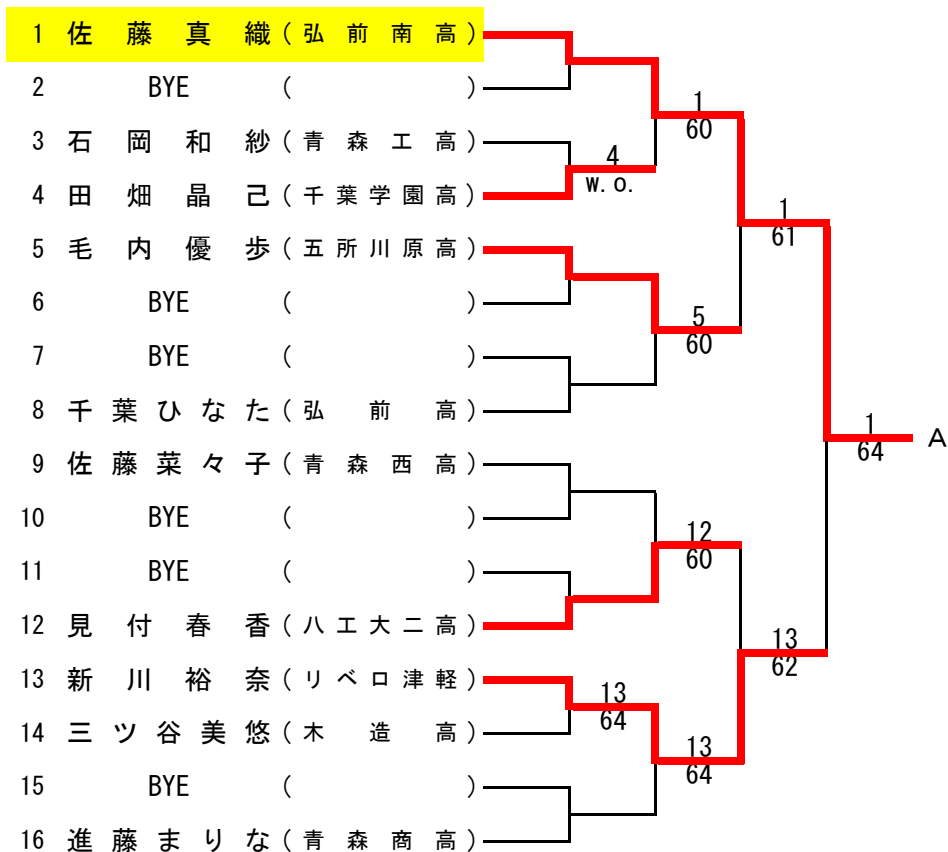 1 佐藤真織(弘前南高)
2 BYE ( )
3 石岡和紗(青森工高)
4 田畑晶己(千葉学園高)
5 毛内優歩(五所川原高)
6 BYE ( )
7 BYE ( )
8 千葉ひなた(弘前高)
9 佐藤菜々子(青森西高)
10 BYE ( )
11 BYE ( )
12 見付春香(八工大二高)
13 新川裕奈(リベロ津軽)
14 三ツ谷美悠(木造高)
15 BYE ( )
16 進藤まりな(青森商高)
4
w.o.
13
64
1
60
5
60
12
60
13
64
1
61
13
62
1
64
A